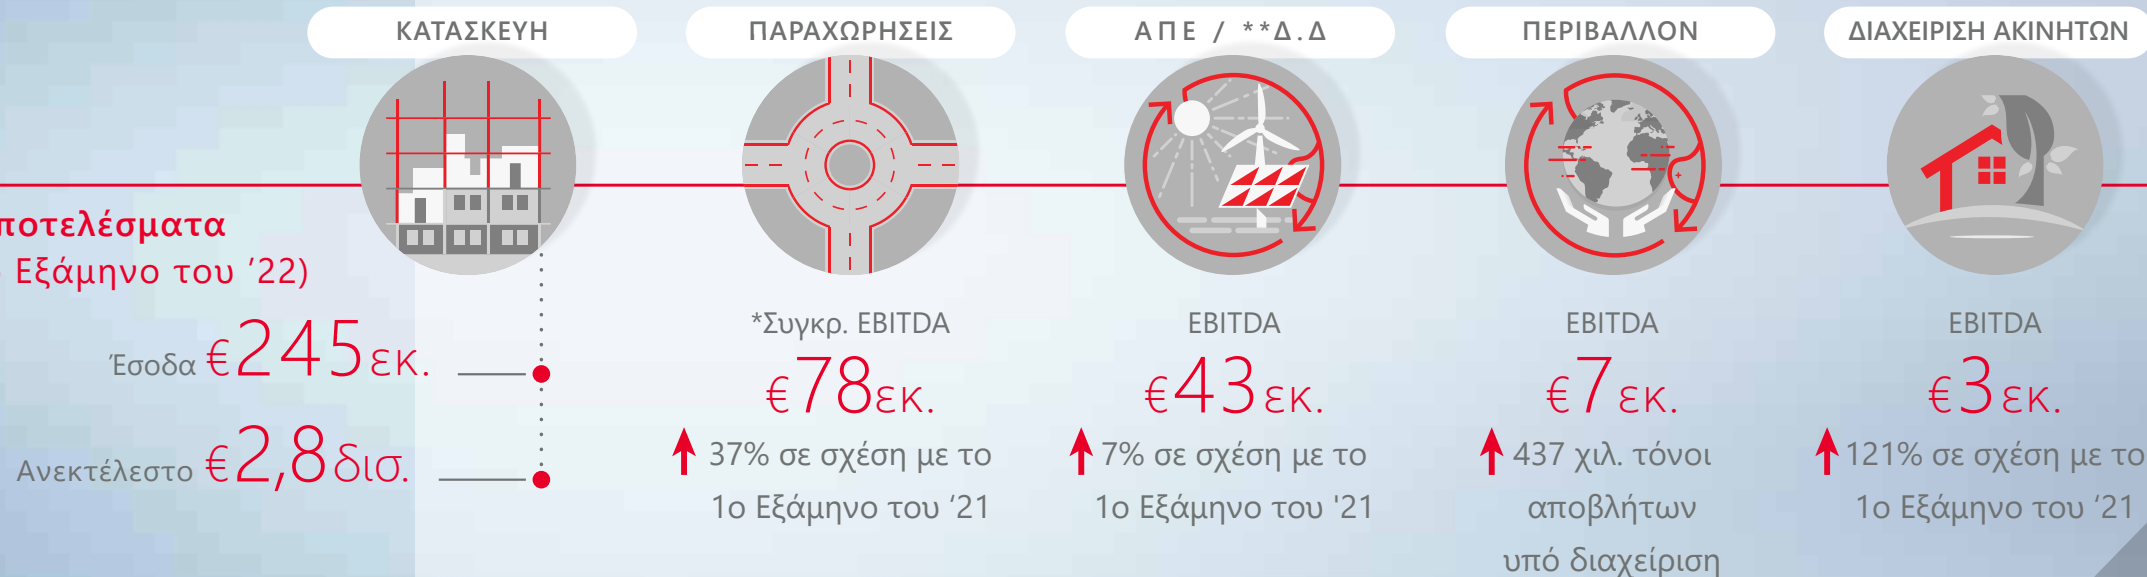 ΚΑΤΑΣΚΕΥΗ
ΠΑΡΑΧΩΡΗΣΕΙΣ
ΑΠΕ / **Δ.Δ
ΠΕΡΙΒΑΛΛΟΝ
ΔΙΑΧΕΙΡΙΣΗ ΑΚΙΝΗΤΩΝ
ποτελέσματα
Εξάμηνο του ’22)
Έσοδα €245εκ.
Ανεκτέλεστο €2,8δισ.
*Συγκρ. EBITDA
€78εκ.
37% σε σχέση με το
1ο Εξάμηνο του ‘21
EBITDA
€43εκ.
7% σε σχέση με το
1ο Εξάμηνο του '21
EBITDA
€7εκ.
437 χιλ. τόνοι
αποβλήτων
υπό διαχείριση
EBITDA
€3εκ.
121% σε σχέση με το
1ο Εξάμηνο του ‘21